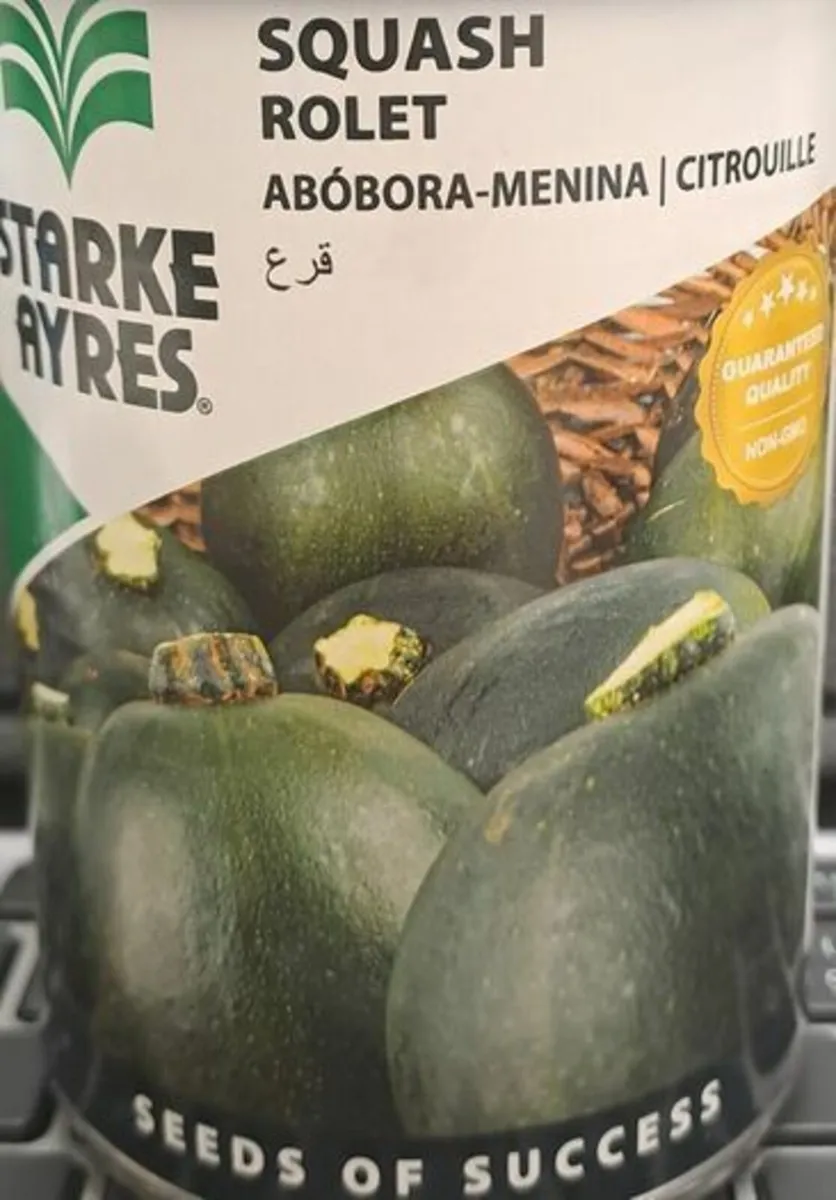 SQUASH
ROLET
ABÓBORA-MENINA | CITROUILLE
قرع
STARKE
AYRES®
GUARANTEED
QUALITY
NON-GMO
SEEDS OF SUCCESS